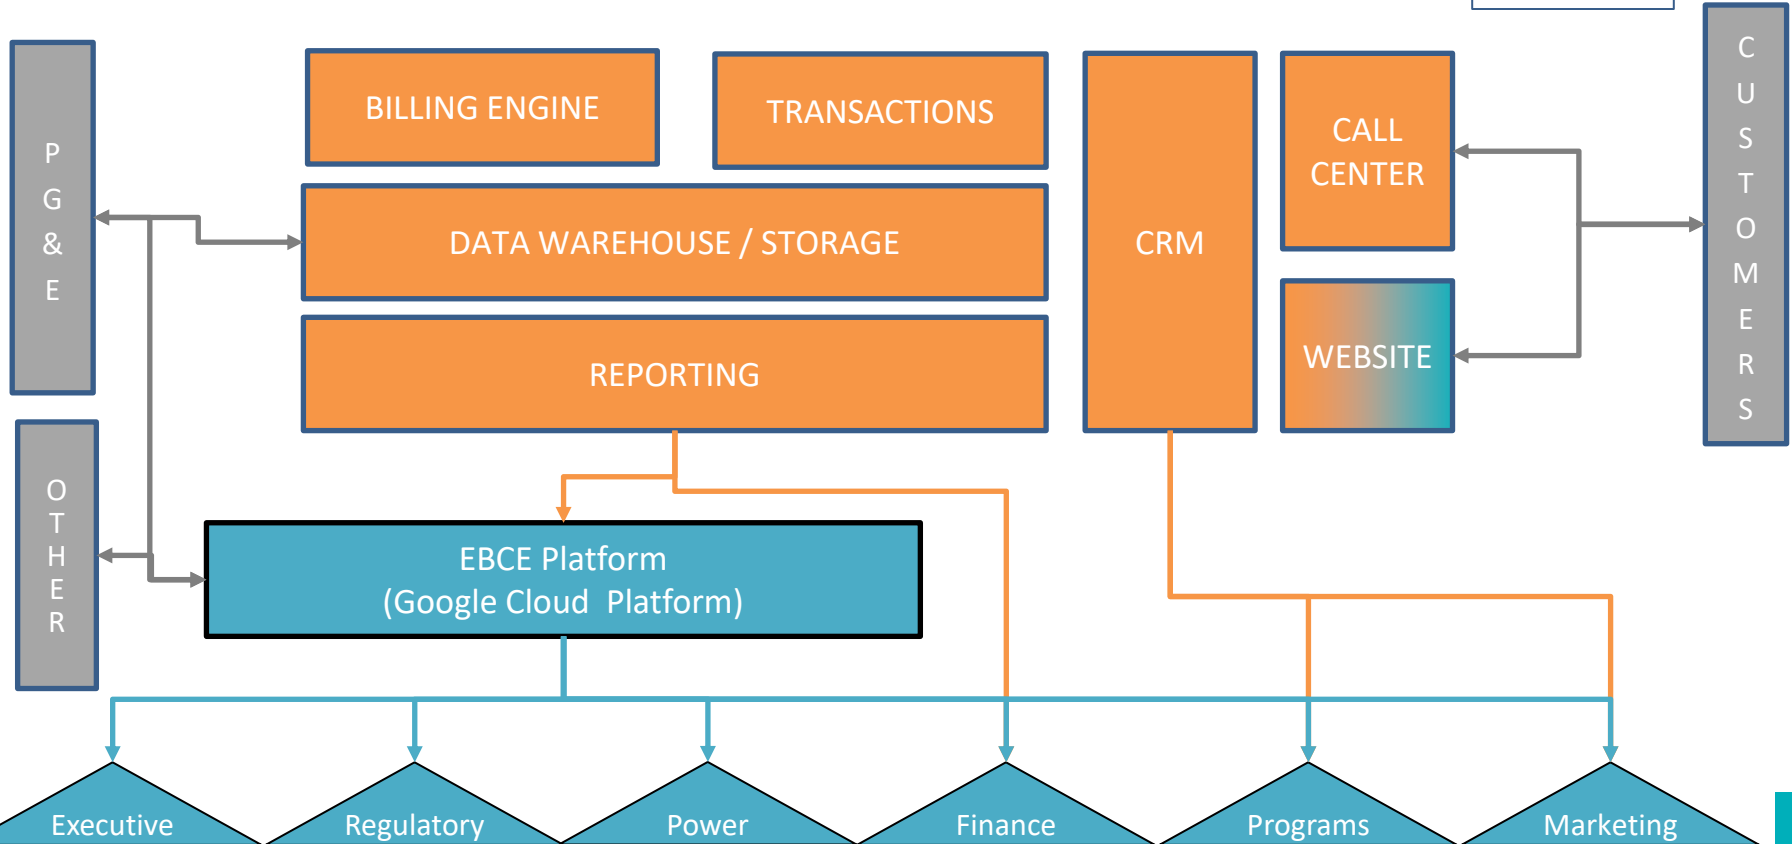 P
G
&
E
BILLING ENGINE
TRANSACTIONS
DATA WAREHOUSE / STORAGE
REPORTING
CRM
CALL
CENTER
WEBSITE
C
U
S
T
O
M
E
R
S
O
T
H
E
R
EBCE Platform
(Google Cloud  Platform)
Executive
Regulatory
Power
Finance
Programs
Marketing